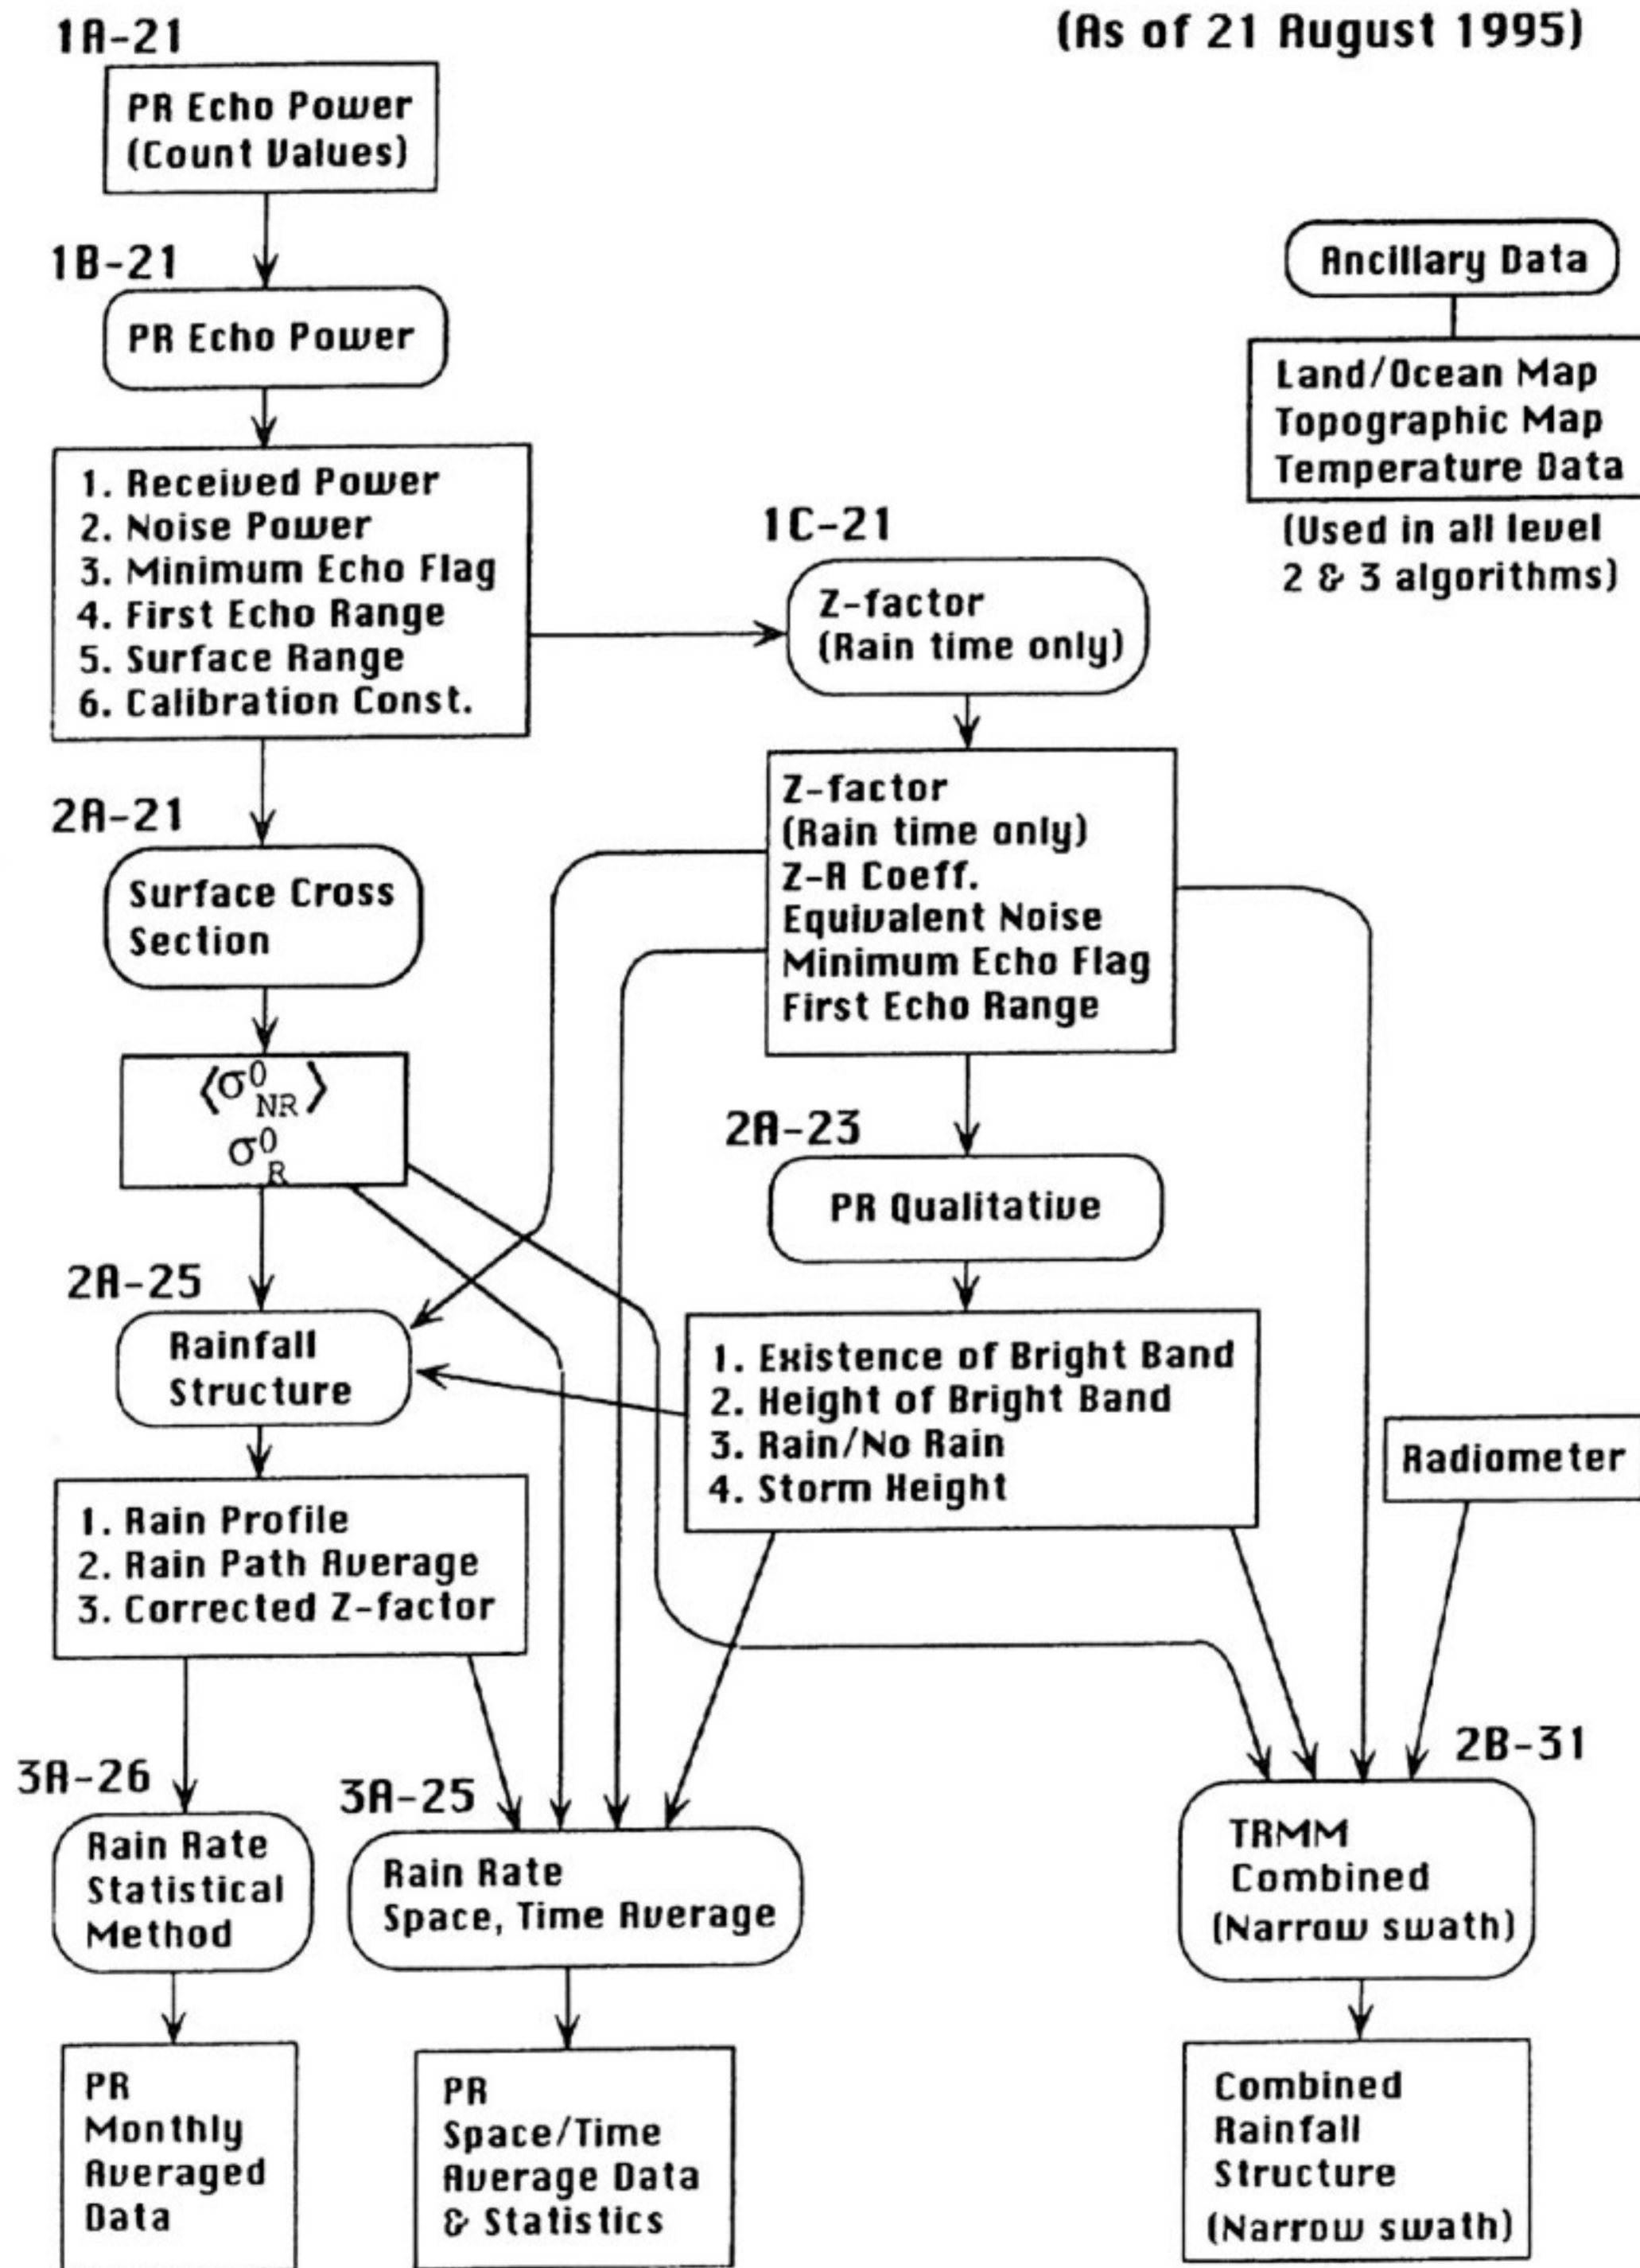 (As of 21 August 1995)
1A-21
PR Echo Power
(Count Values)
1B-21
PR Echo Power
Ancillary Data
Land/Ocean Map
Topographic Map
Temperature Data
(Used in all level
2 & 3 algorithms)
1. Received Power
2. Noise Power
3. Minimum Echo Flag
4. First Echo Range
5. Surface Range
6. Calibration Const.
1C-21
Z-factor
(Rain time only)
Z-factor
(Rain time only)
Z-R Coeff.
Equivalent Noise
Minimum Echo Flag
First Echo Range
2A-21
Surface Cross
Section
⟨σ⁰NR⟩
σ⁰R
2A-23
PR Qualitative
2A-25
Rainfall
Structure
1. Existence of Bright Band
2. Height of Bright Band
3. Rain/No Rain
4. Storm Height
Radiometer
1. Rain Profile
2. Rain Path Average
3. Corrected Z-factor
3A-26
Rain Rate
Statistical
Method
3A-25
Rain Rate
Space, Time Average
2B-31
TRMM
Combined
(Narrow swath)
PR
Monthly
Averaged
Data
PR
Space/Time
Average Data
& Statistics
Combined
Rainfall
Structure
(Narrow swath)